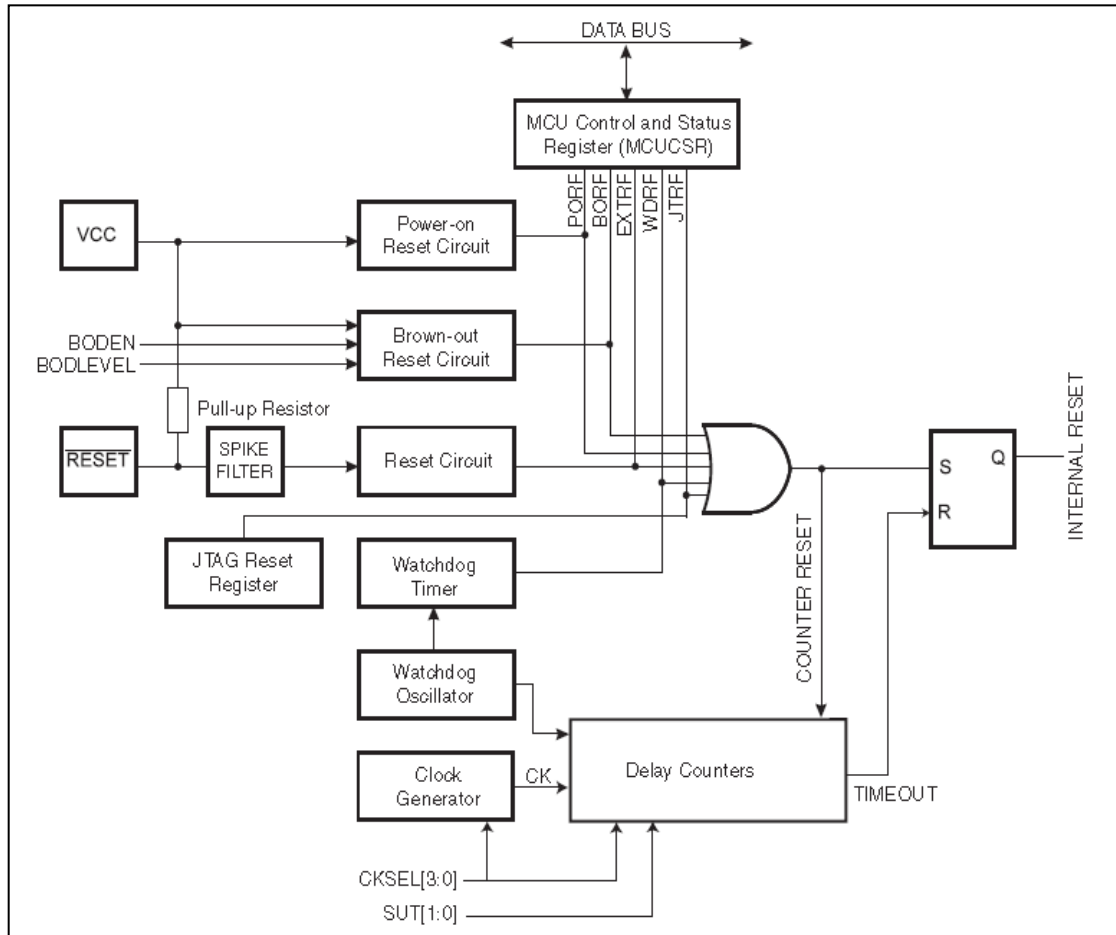 DATA BUS
MCU Control and Status
Register (MCUCSR)
PORF
BORF
EXTRF
WDRF
JTRF
VCC
Power-on
Reset Circuit
BODEN
BODLEVEL
Brown-out
Reset Circuit
Pull-up Resistor
RESET
SPIKE
FILTER
Reset Circuit
S
Q
R
INTERNAL RESET
JTAG Reset
Register
Watchdog
Timer
COUNTER RESET
Watchdog
Oscillator
Clock
Generator
CK
Delay Counters
TIMEOUT
CKSEL[3:0]
SUT[1:0]